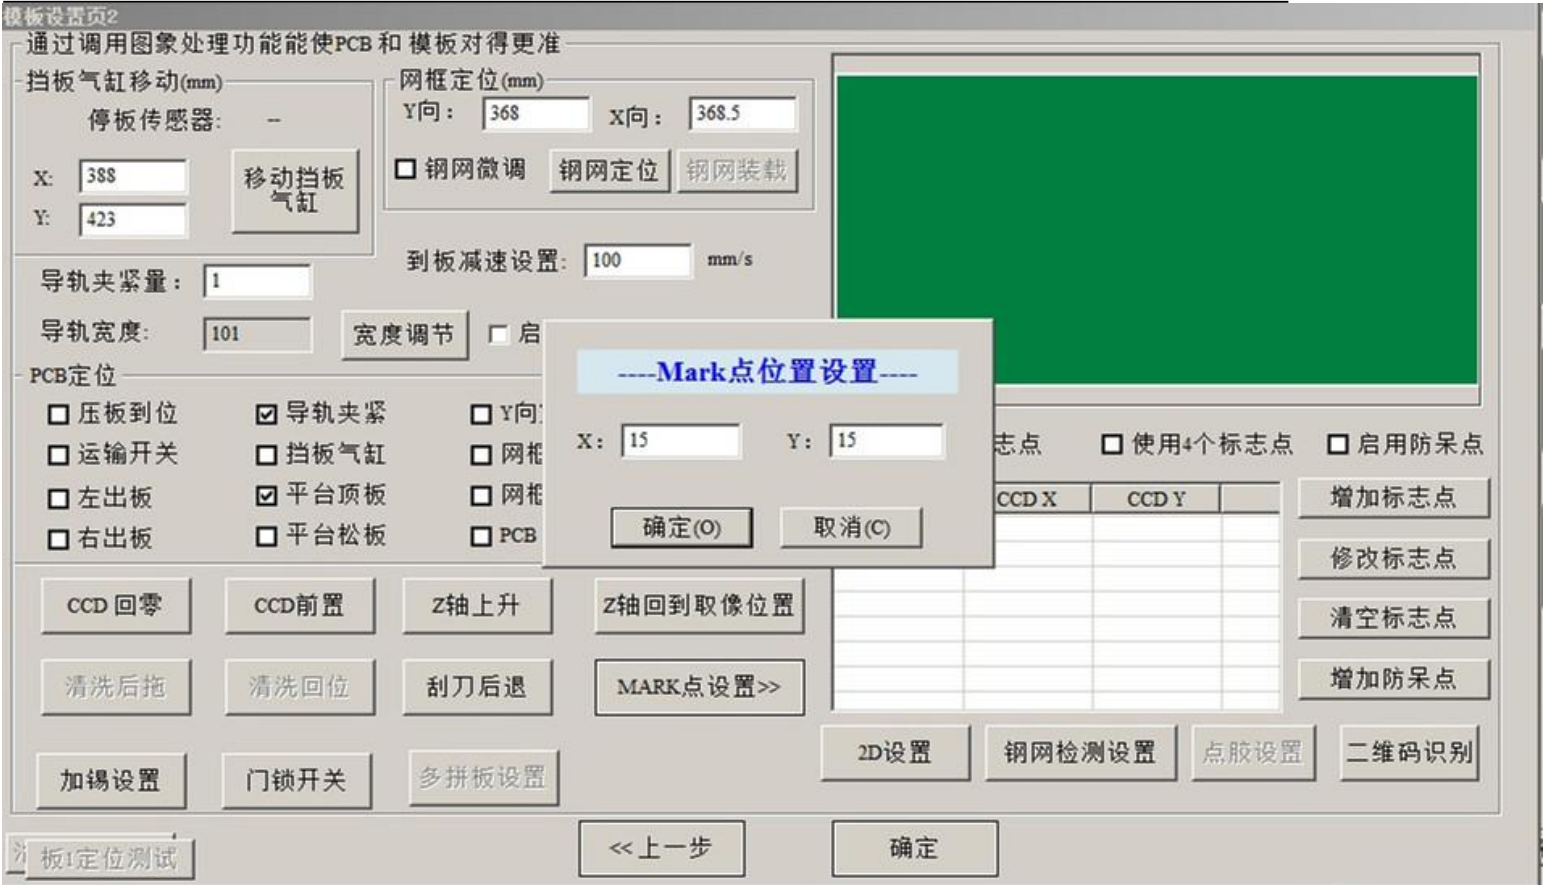 模板设置页2
通过调用图象处理功能能使PCB 和 模板对得更准
挡板气缸移动(mm)
停板传感器: --
X: 388
Y: 423
移动挡板
气缸
网框定位(mm)
Y向： 368 X向： 368.5
钢网微调 钢网定位 钢网装载
到板减速设置: 100 mm/s
导轨夹紧量： 1
导轨宽度: 101 宽度调节 启
PCB定位
压板到位 导轨夹紧 Y向
运输开关 挡板气缸 网框
左出板 平台顶板 网框
右出板 平台松板 PCB
----Mark点位置设置----
X： 15 Y： 15
确定(O) 取消(C)
志点 使用4个标志点 启用防呆点
CCD X CCD Y
增加标志点
修改标志点
清空标志点
增加防呆点
CCD 回零 CCD前置 Z轴上升 Z轴回到取像位置
清洗后拖 清洗回位 刮刀后退 MARK点设置>>
加锡设置 门锁开关 多拼板设置
2D设置 钢网检测设置 点胶设置 二维码识别
板1定位测试
<<上一步 确定